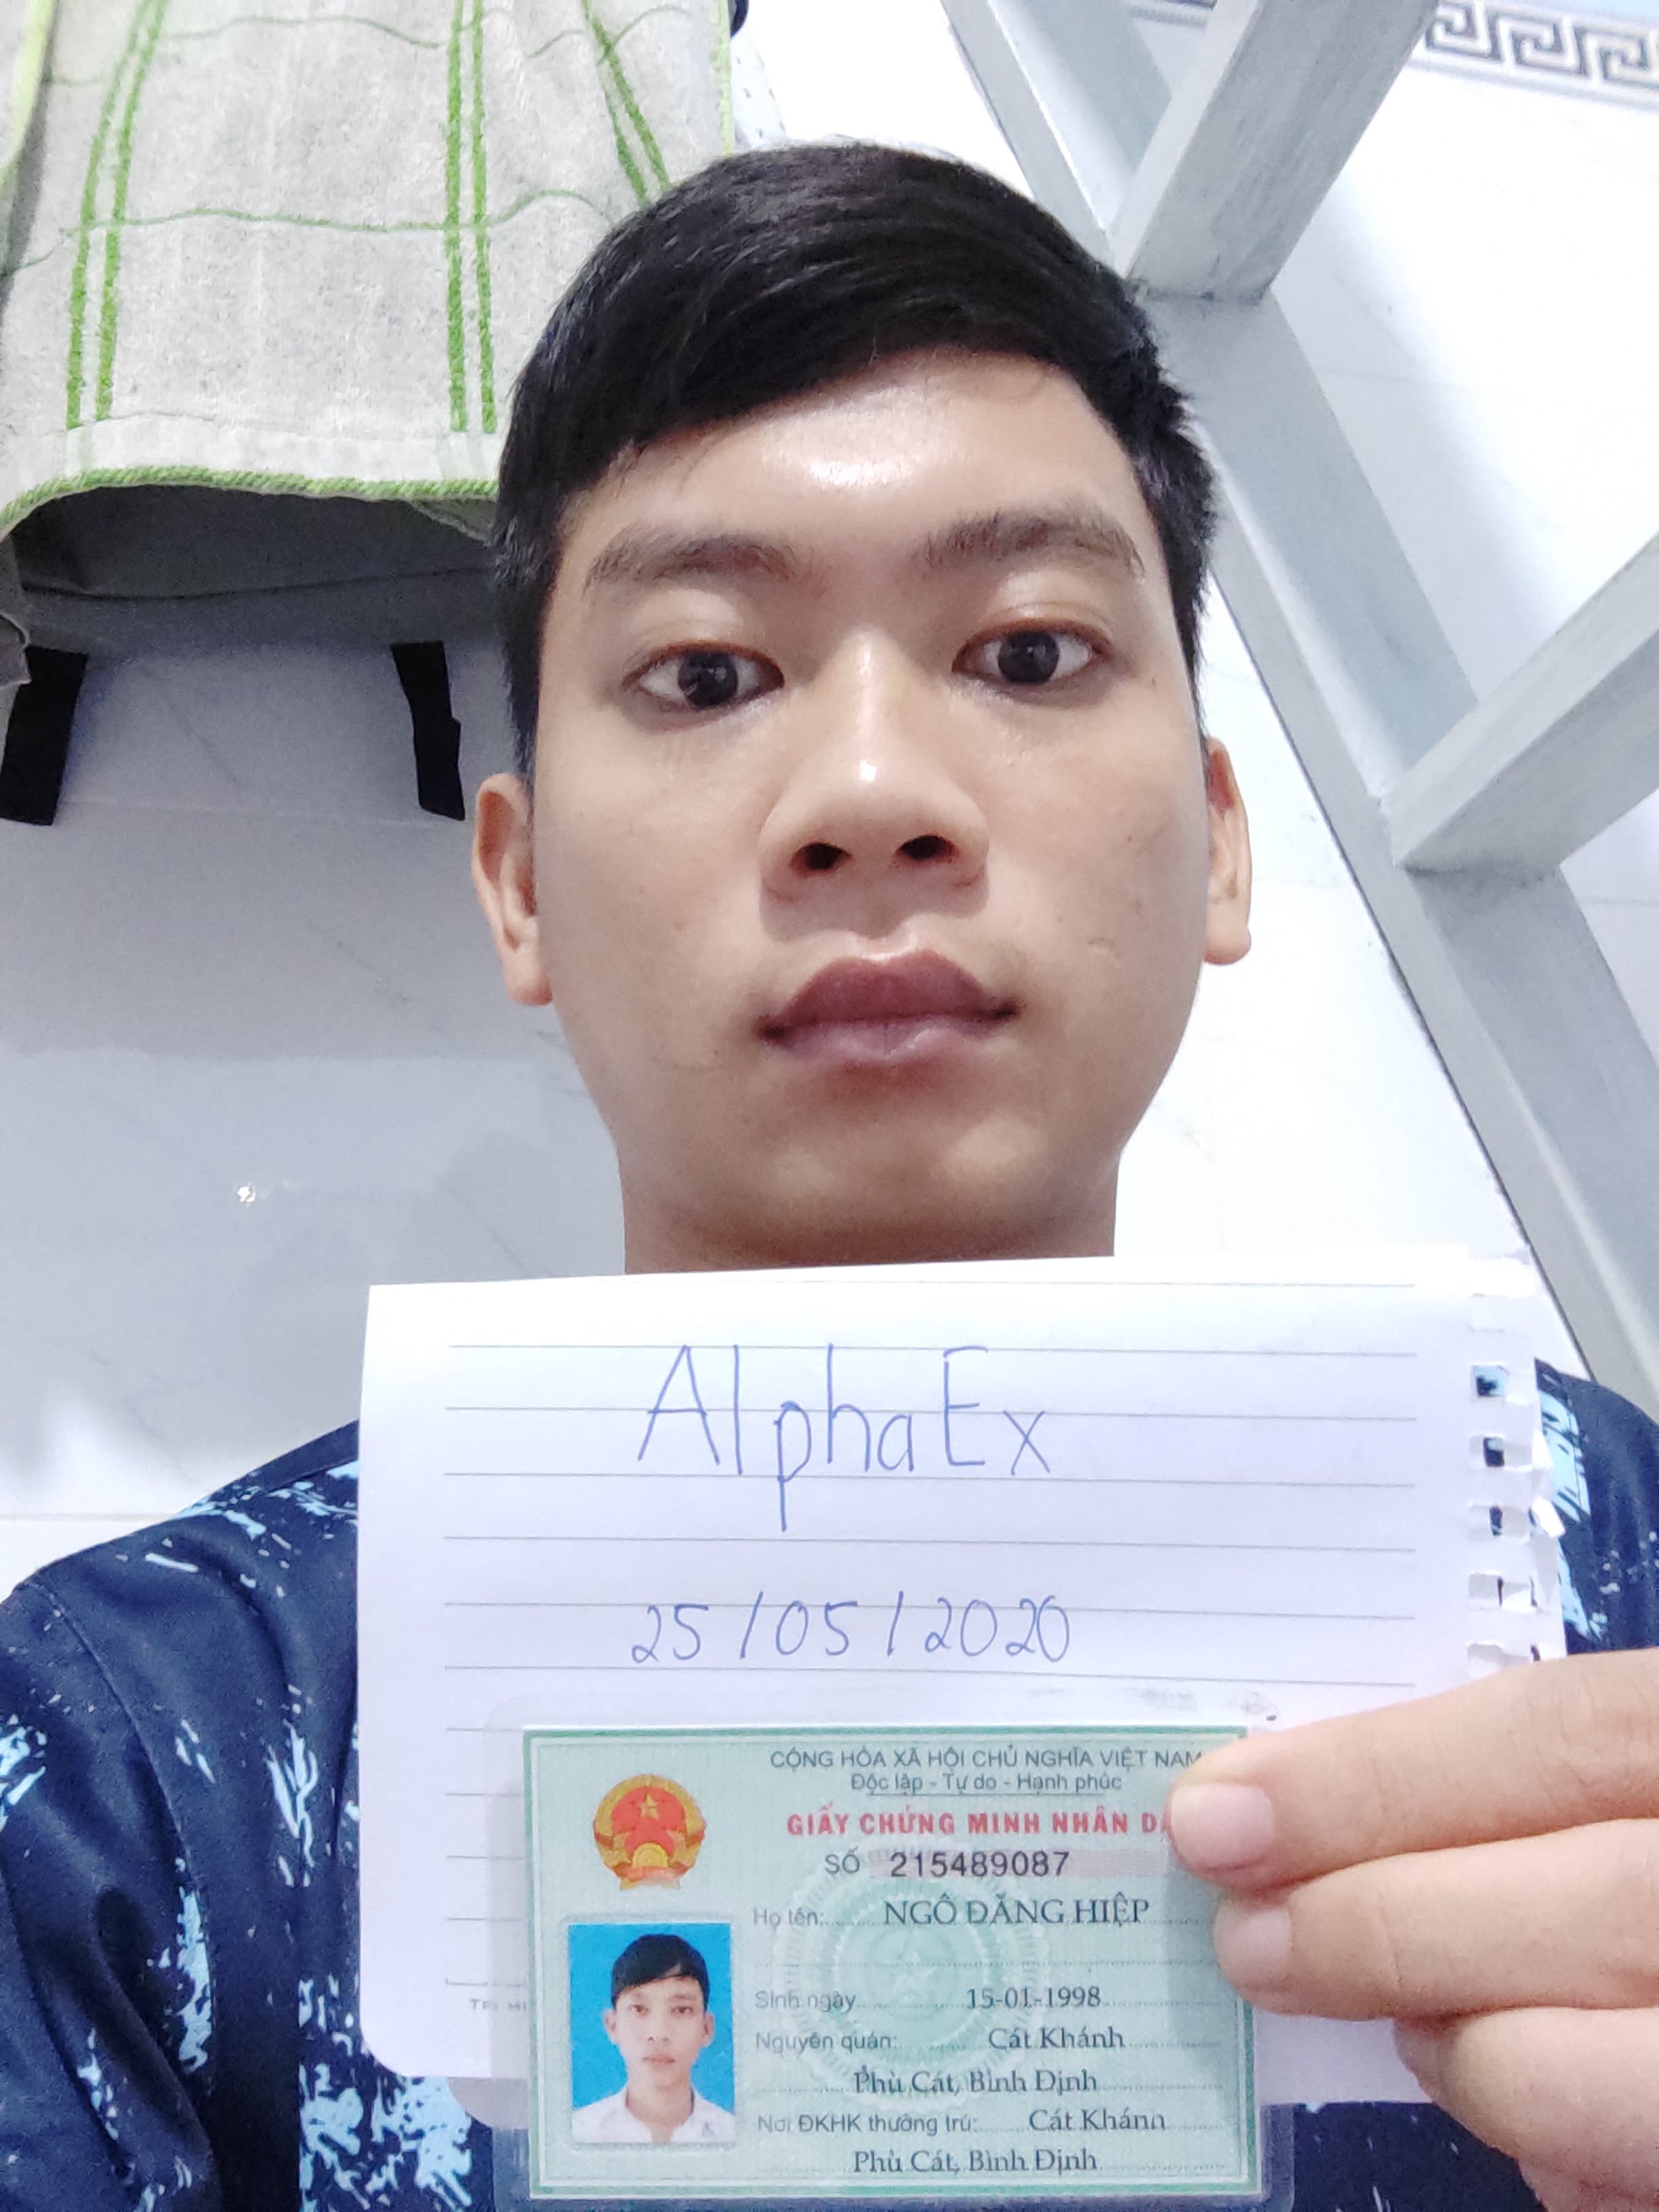 AlphaEx
25/05/2020
CỘNG HÒA XÃ HỘI CHỦ NGHĨA VIỆT NAM
Độc lập - Tự do - Hạnh phúc
GIẤY CHỨNG MINH NHÂN
SỐ 215489087
Họ tên: NGÔ ĐĂNG HIỆP
Sinh ngày 15-01-1998
Nguyên quán: Cát Khánh
Phù Cát, Bình Định
Nơi ĐKHK thường trú: Cát Khánh
Phù Cát, Bình Định